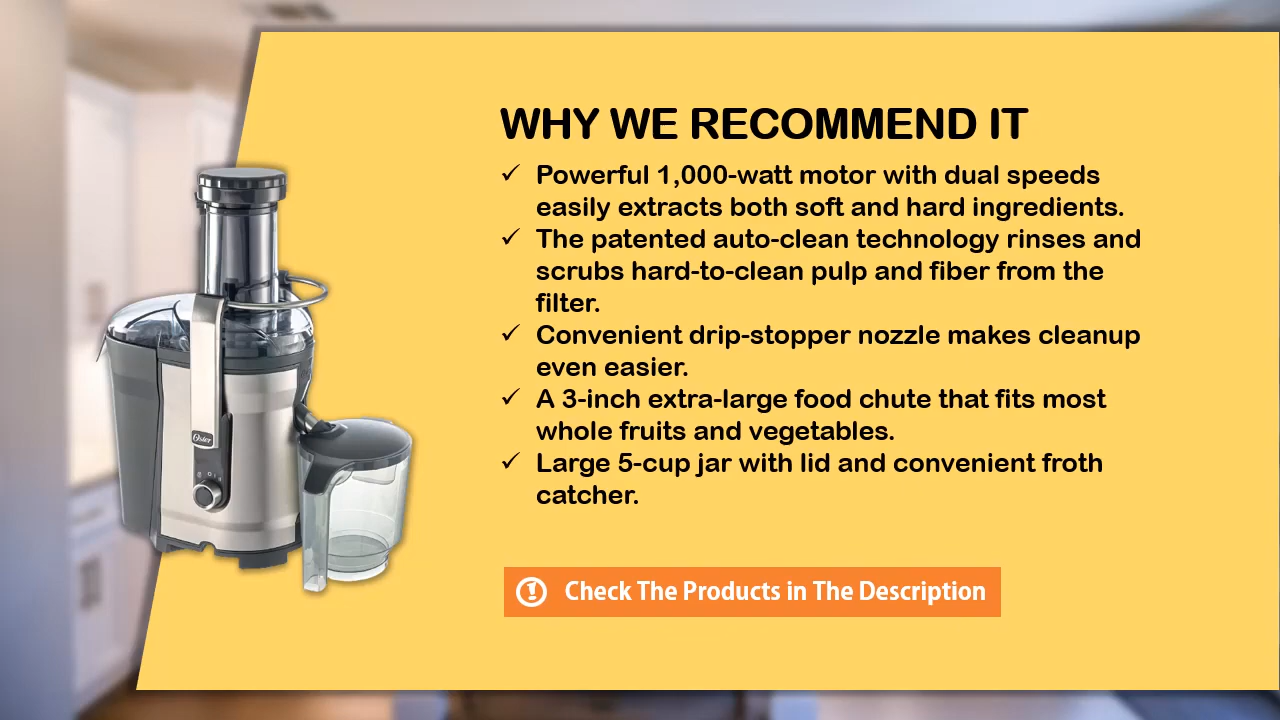 WHY WE RECOMMEND IT
✓ Powerful 1,000-watt motor with dual speeds
easily extracts both soft and hard ingredients.
✓ The patented auto-clean technology rinses and
scrubs hard-to-clean pulp and fiber from the
filter.
✓ Convenient drip-stopper nozzle makes cleanup
even easier.
✓ A 3-inch extra-large food chute that fits most
whole fruits and vegetables.
✓ Large 5-cup jar with lid and convenient froth
catcher.
Oster
Check The Products in The Description